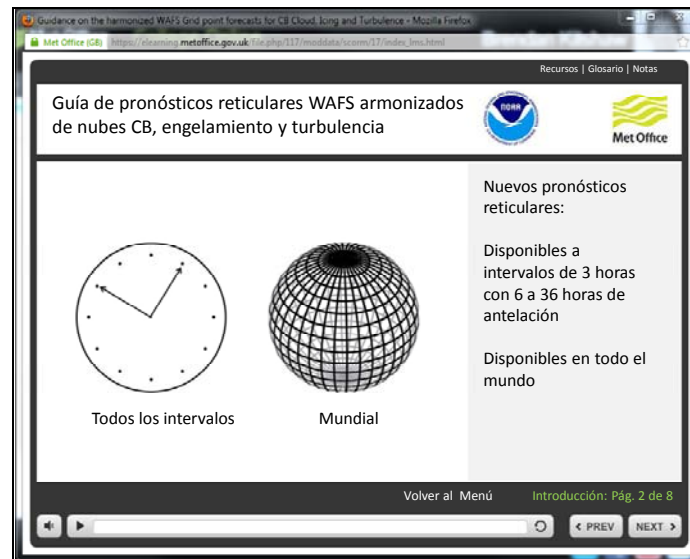 Guidance on the harmonized WAFS Grid point forecasts for CB Cloud, Icing and Turbulence - Mozilla Firefox
Met Office (GB) https://elearning.metoffice.gov.uk/file.php/117/moddata/scorm/17/index_lms.html
Recursos | Glosario | Notas
Guía de pronósticos reticulares WAFS armonizados
de nubes CB, engelamiento y turbulencia
NOAA
Met Office
Nuevos pronósticos
reticulares:
Disponibles a
intervalos de 3 horas
con 6 a 36 horas de
antelación
Disponibles en todo el
mundo
Todos los intervalos
Mundial
Volver al Menú
Introducción: Pág. 2 de 8
< PREV
NEXT >